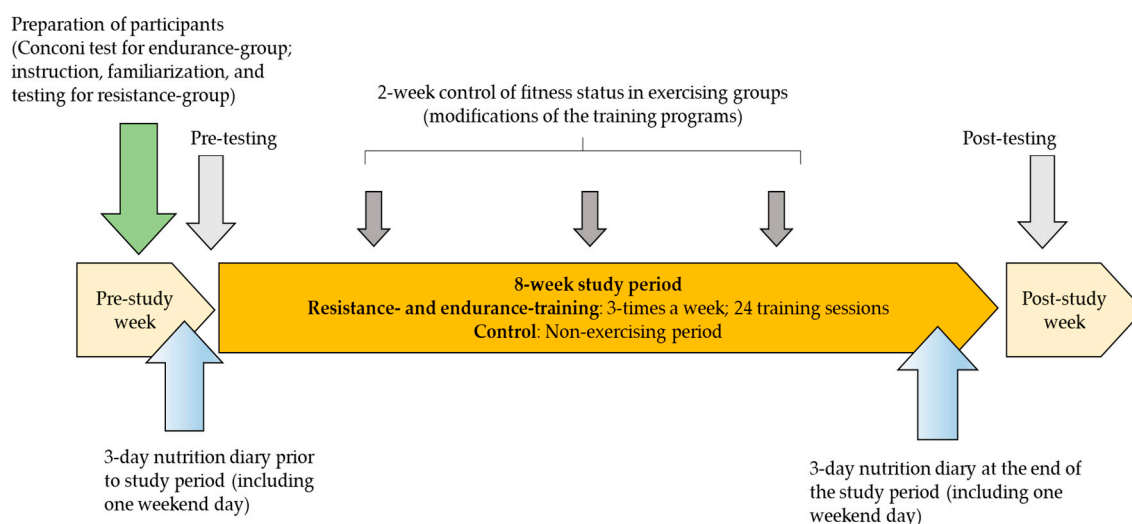 Preparation of participants
(Conconi test for endurance-group;
instruction, familiarization, and
testing for resistance-group)
2-week control of fitness status in exercising groups
(modifications of the training programs)
Pre-testing
Post-testing
Pre-study
week
8-week study period
Resistance- and endurance-training: 3-times a week; 24 training sessions
Control: Non-exercising period
Post-study
week
3-day nutrition diary prior
to study period (including
one weekend day)
3-day nutrition diary at the end of
the study period (including one
weekend day)